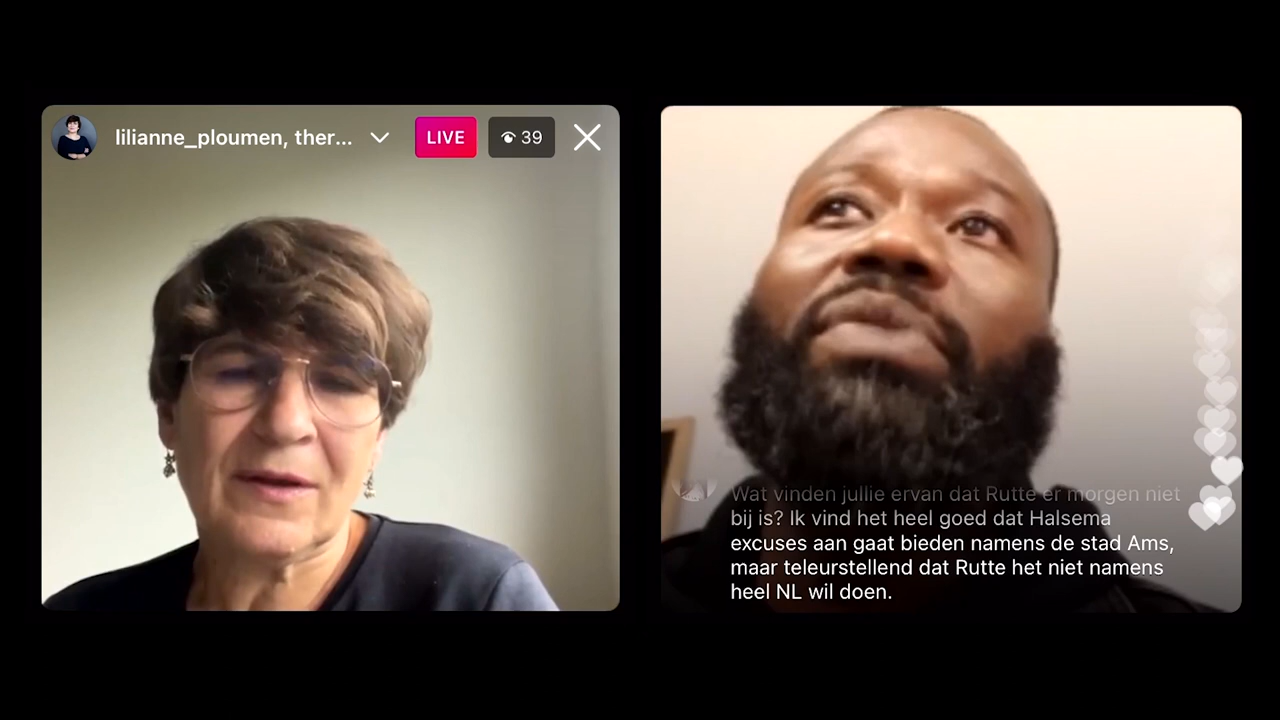 lilianne_ploumen, ther...
LIVE
39
Wat vinden jullie ervan dat Rutte er morgen niet
bij is? Ik vind het heel goed dat Halsema
excuses aan gaat bieden namens de stad Ams,
maar teleurstellend dat Rutte het niet namens
heel NL wil doen.